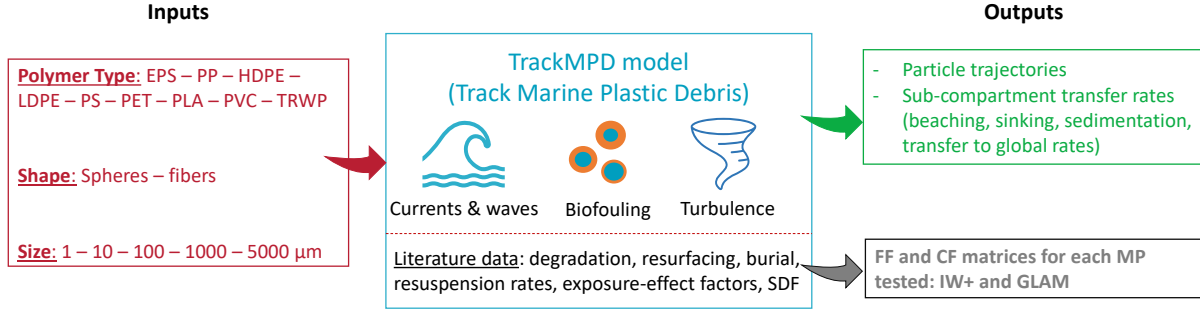 Inputs
Polymer Type: EPS – PP – HDPE –
LDPE – PS – PET – PLA – PVC – TRWP
Shape: Spheres – fibers
Size: 1 – 10 – 100 – 1000 – 5000 µm
TrackMPD model
(Track Marine Plastic Debris)
Currents & waves
Biofouling
Turbulence
Literature data: degradation, resurfacing, burial,
resuspension rates, exposure-effect factors, SDF
Outputs
- Particle trajectories
- Sub-compartment transfer rates
(beaching, sinking, sedimentation,
transfer to global rates)
FF and CF matrices for each MP
tested: IW+ and GLAM